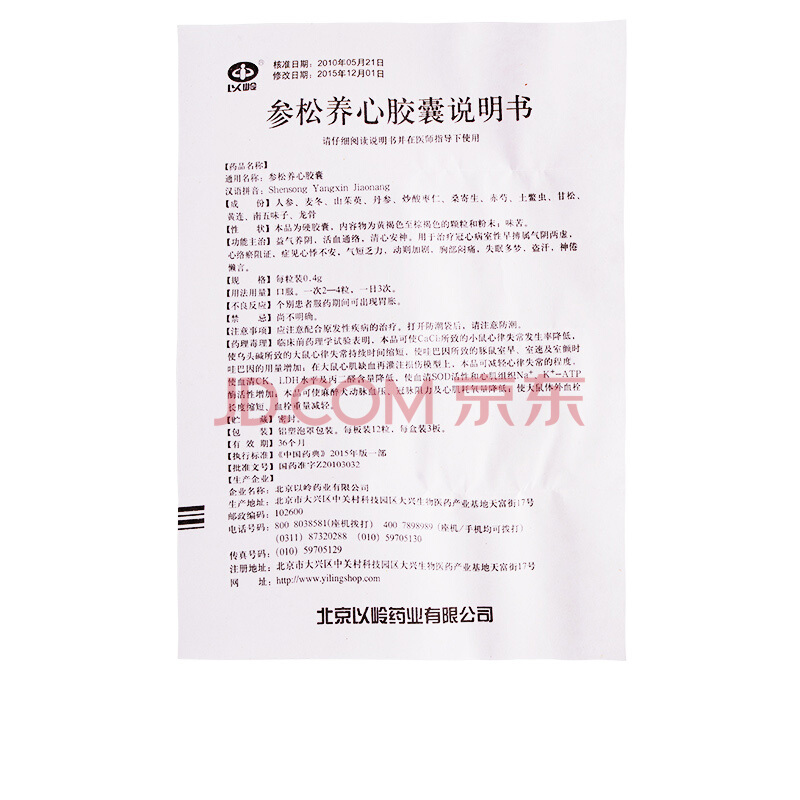 以岭®
核准日期：2010年05月21日
修改日期：2015年12月01日
参松养心胶囊说明书
请仔细阅读说明书并在医师指导下使用
【药品名称】
通用名称：参松养心胶囊
汉语拼音：Shensong Yangxin Jiaonang
【成 份】人参、麦冬、山茱萸、丹参、炒酸枣仁、桑寄生、赤芍、土鳖虫、甘松、
黄连、南五味子、龙骨
【性 状】本品为硬胶囊，内容物为黄褐色至棕褐色的颗粒和粉末；味苦。
【功能主治】益气养阴，活血通络，清心安神。用于治疗冠心病室性早搏属气阴两虚，
心络瘀阻证，症见心悸不安，气短乏力，动则加剧，胸部闷痛，失眠多梦，盗汗，神倦
懒言。
【规 格】每粒装0.4g
【用法用量】口服。一次2—4粒，一日3次。
【不良反应】个别患者服药期间可出现胃胀。
【禁 忌】尚不明确。
【注意事项】应注意配合原发性疾病的治疗。打开防潮袋后，请注意防潮。
【药理毒理】临床前药理学试验表明，本品可使CaCl₂所致的小鼠心律失常发生率降低，
使乌头碱所致的大鼠心律失常持续时间缩短，使哇巴因所致的豚鼠室早、室速及室颤时
哇巴因的用量增加；在大鼠心肌缺血再灌注损伤模型上，本品可减轻心律失常的程度，
使血清CK、LDH水平及丙二醛含量降低，使血清SOD活性和心肌组织Na⁺-K⁺-ATP
酶活性增加。本品可使麻醉犬动脉血压、冠脉阻力及心肌耗氧量降低，使大鼠体外血栓
长度缩短、血栓重量减轻。
JD.COM 京东
【贮 藏】密封。
【包 装】铝塑泡罩包装。每板装12粒，每盒装3板。
【有 效 期】36个月
【执行标准】《中国药典》2015年版一部
【批准文号】国药准字Z20103032
【生产企业】
企业名称：北京以岭药业有限公司
生产地址：北京市大兴区中关村科技园区大兴生物医药产业基地天富街17号
邮政编码：102600
电话号码：800 8038581(座机拨打) 400 7898989（座机/手机均可拨打）
(0311) 87320288 (010) 59705130
传真号码：(010) 59705129
注册地址：北京市大兴区中关村科技园区大兴生物医药产业基地天富街17号
网 址：http://www.yilingshop.com
北京以岭药业有限公司